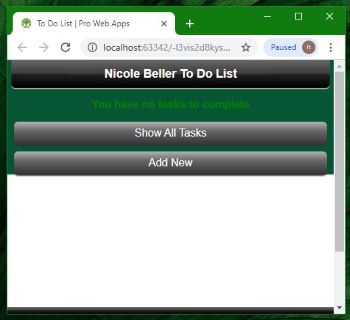 To Do List | Pro Web Apps
localhost:63342/-l3vis2d8kys...
Paused
n
Nicole Beller To Do List
You have no tasks to complete
Show All Tasks
Add New